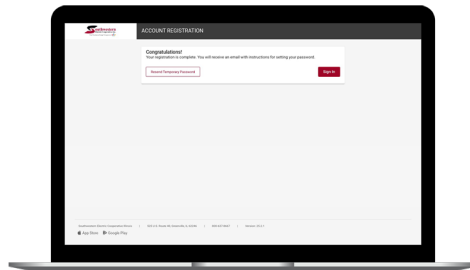 Southwestern
ACCOUNT REGISTRATION
Congratulations!
Your registration is complete. You will receive an email with instructions for setting your password.
Resend Temporary Password
Sign In
App Store Google Play